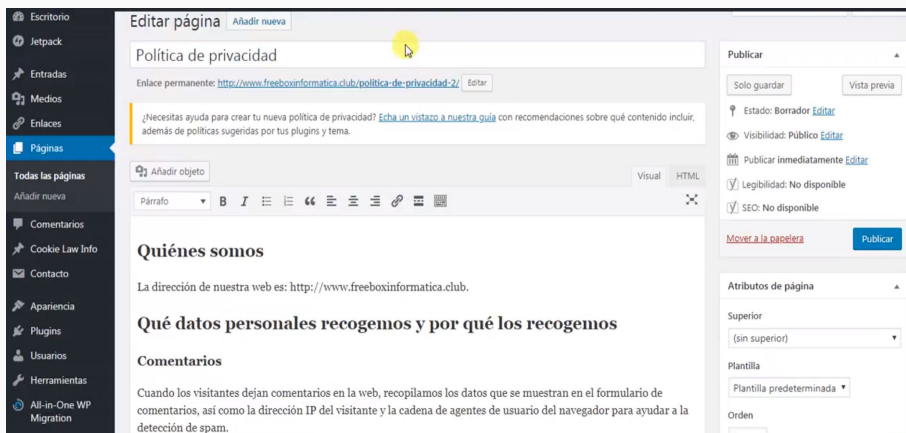 Escritorio
Jetpack
Entradas
Medios
Enlaces
Páginas
Todas las páginas
Añadir nueva
Comentarios
Cookie Law Info
Contacto
Apariencia
Plugins
Usuarios
Herramientas
All-in-One WP
Migration
Editar página Añadir nueva
Política de privacidad
Enlace permanente: http://www.freeboxinformatica.club/politica-de-privacidad-2/ Editar
¿Necesitas ayuda para crear tu nueva política de privacidad? Echa un vistazo a nuestra guía con recomendaciones sobre qué contenido incluir,
además de políticas sugeridas por tus plugins y tema.
Añadir objeto
Visual HTML
Párrafo
Quiénes somos
La dirección de nuestra web es: http://www.freeboxinformatica.club.
Qué datos personales recogemos y por qué los recogemos
Comentarios
Cuando los visitantes dejan comentarios en la web, recopilamos los datos que se muestran en el formulario de
comentarios, así como la dirección IP del visitante y la cadena de agentes de usuario del navegador para ayudar a la
detección de spam.
Publicar
Solo guardar Vista previa
Estado: Borrador Editar
Visibilidad: Público Editar
Publicar inmediatamente Editar
Legibilidad: No disponible
SEO: No disponible
Mover a la papelera Publicar
Atributos de página
Superior
(sin superior)
Plantilla
Plantilla predeterminada
Orden